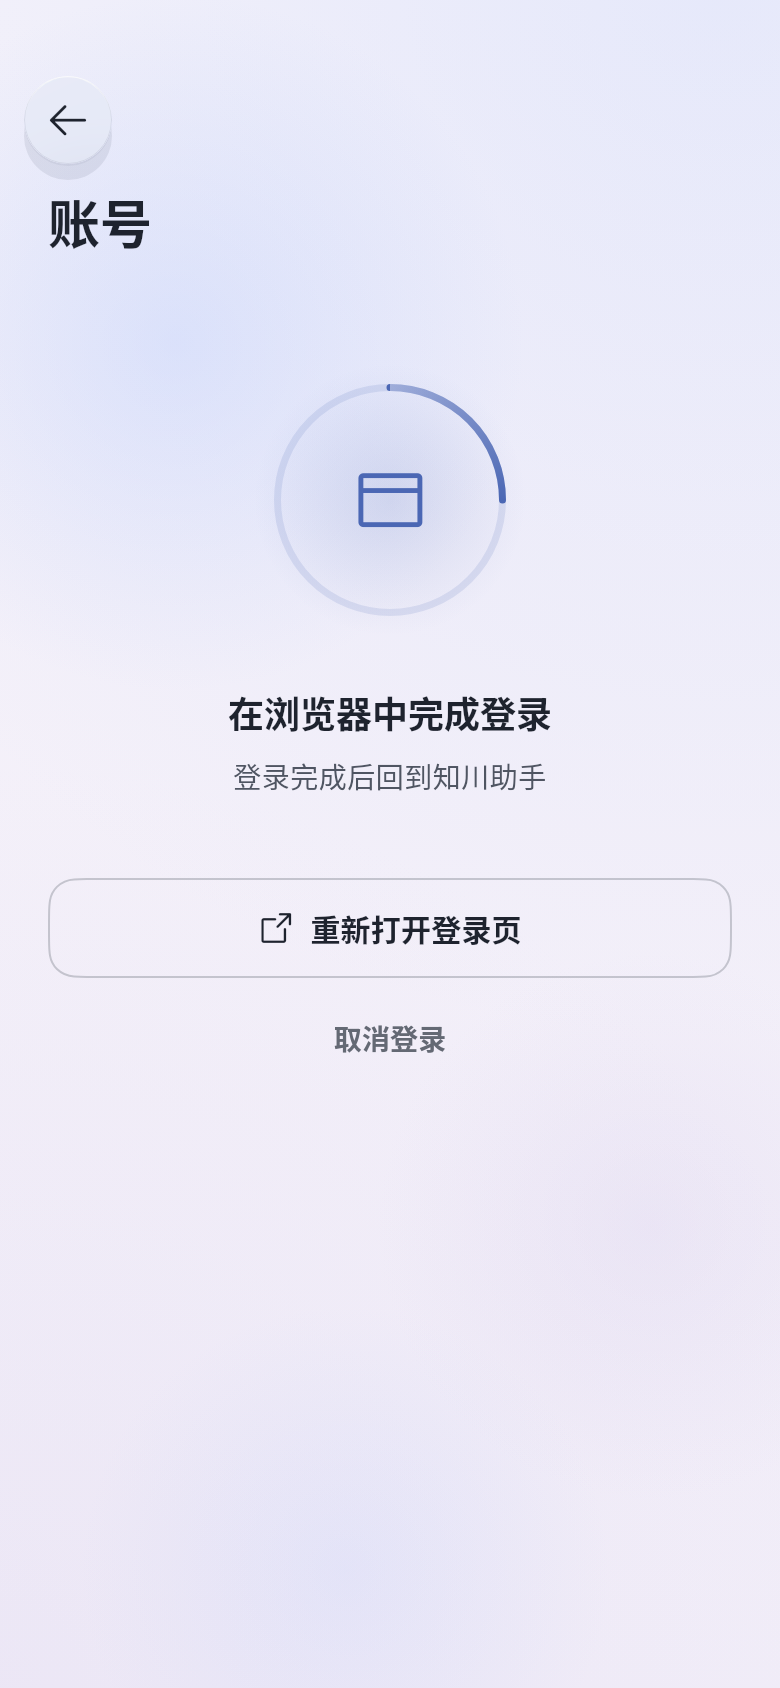 账号
在浏览器中完成登录
登录完成后回到知川助手
重新打开登录页
取消登录